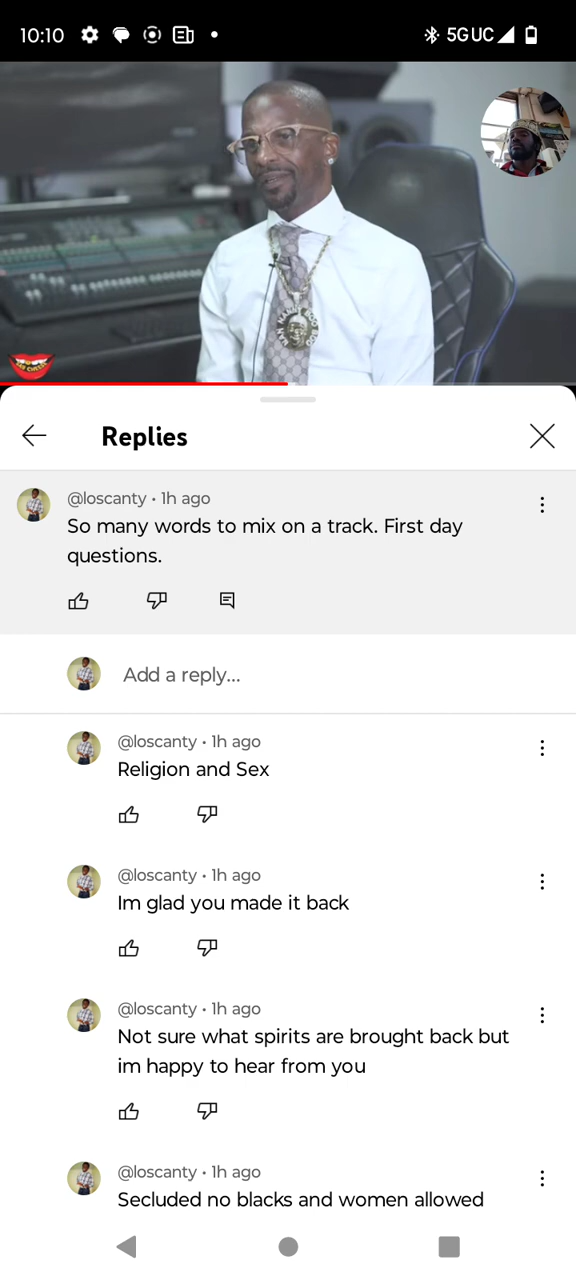 10:10
5G UC
Replies
@loscanty • 1h ago
So many words to mix on a track. First day
questions.
Add a reply...
@loscanty • 1h ago
Religion and Sex
@loscanty • 1h ago
Im glad you made it back
@loscanty • 1h ago
Not sure what spirits are brought back but
im happy to hear from you
@loscanty • 1h ago
Secluded no blacks and women allowed